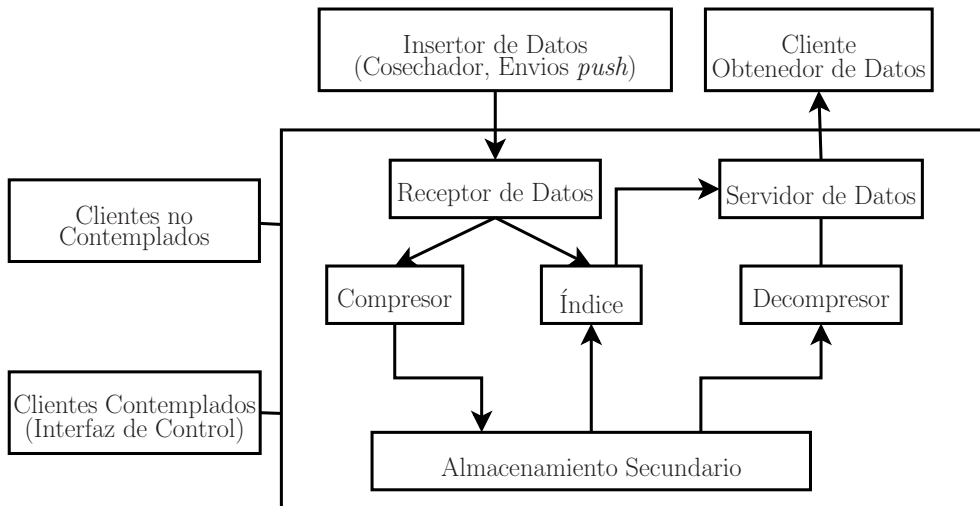 Insertor de Datos
(Cosechador, Envios push)
Cliente
Obtenedor de Datos
Clientes no
Contemplados
Receptor de Datos
Servidor de Datos
Compresor
Índice
Decompresor
Clientes Contemplados
(Interfaz de Control)
Almacenamiento Secundario